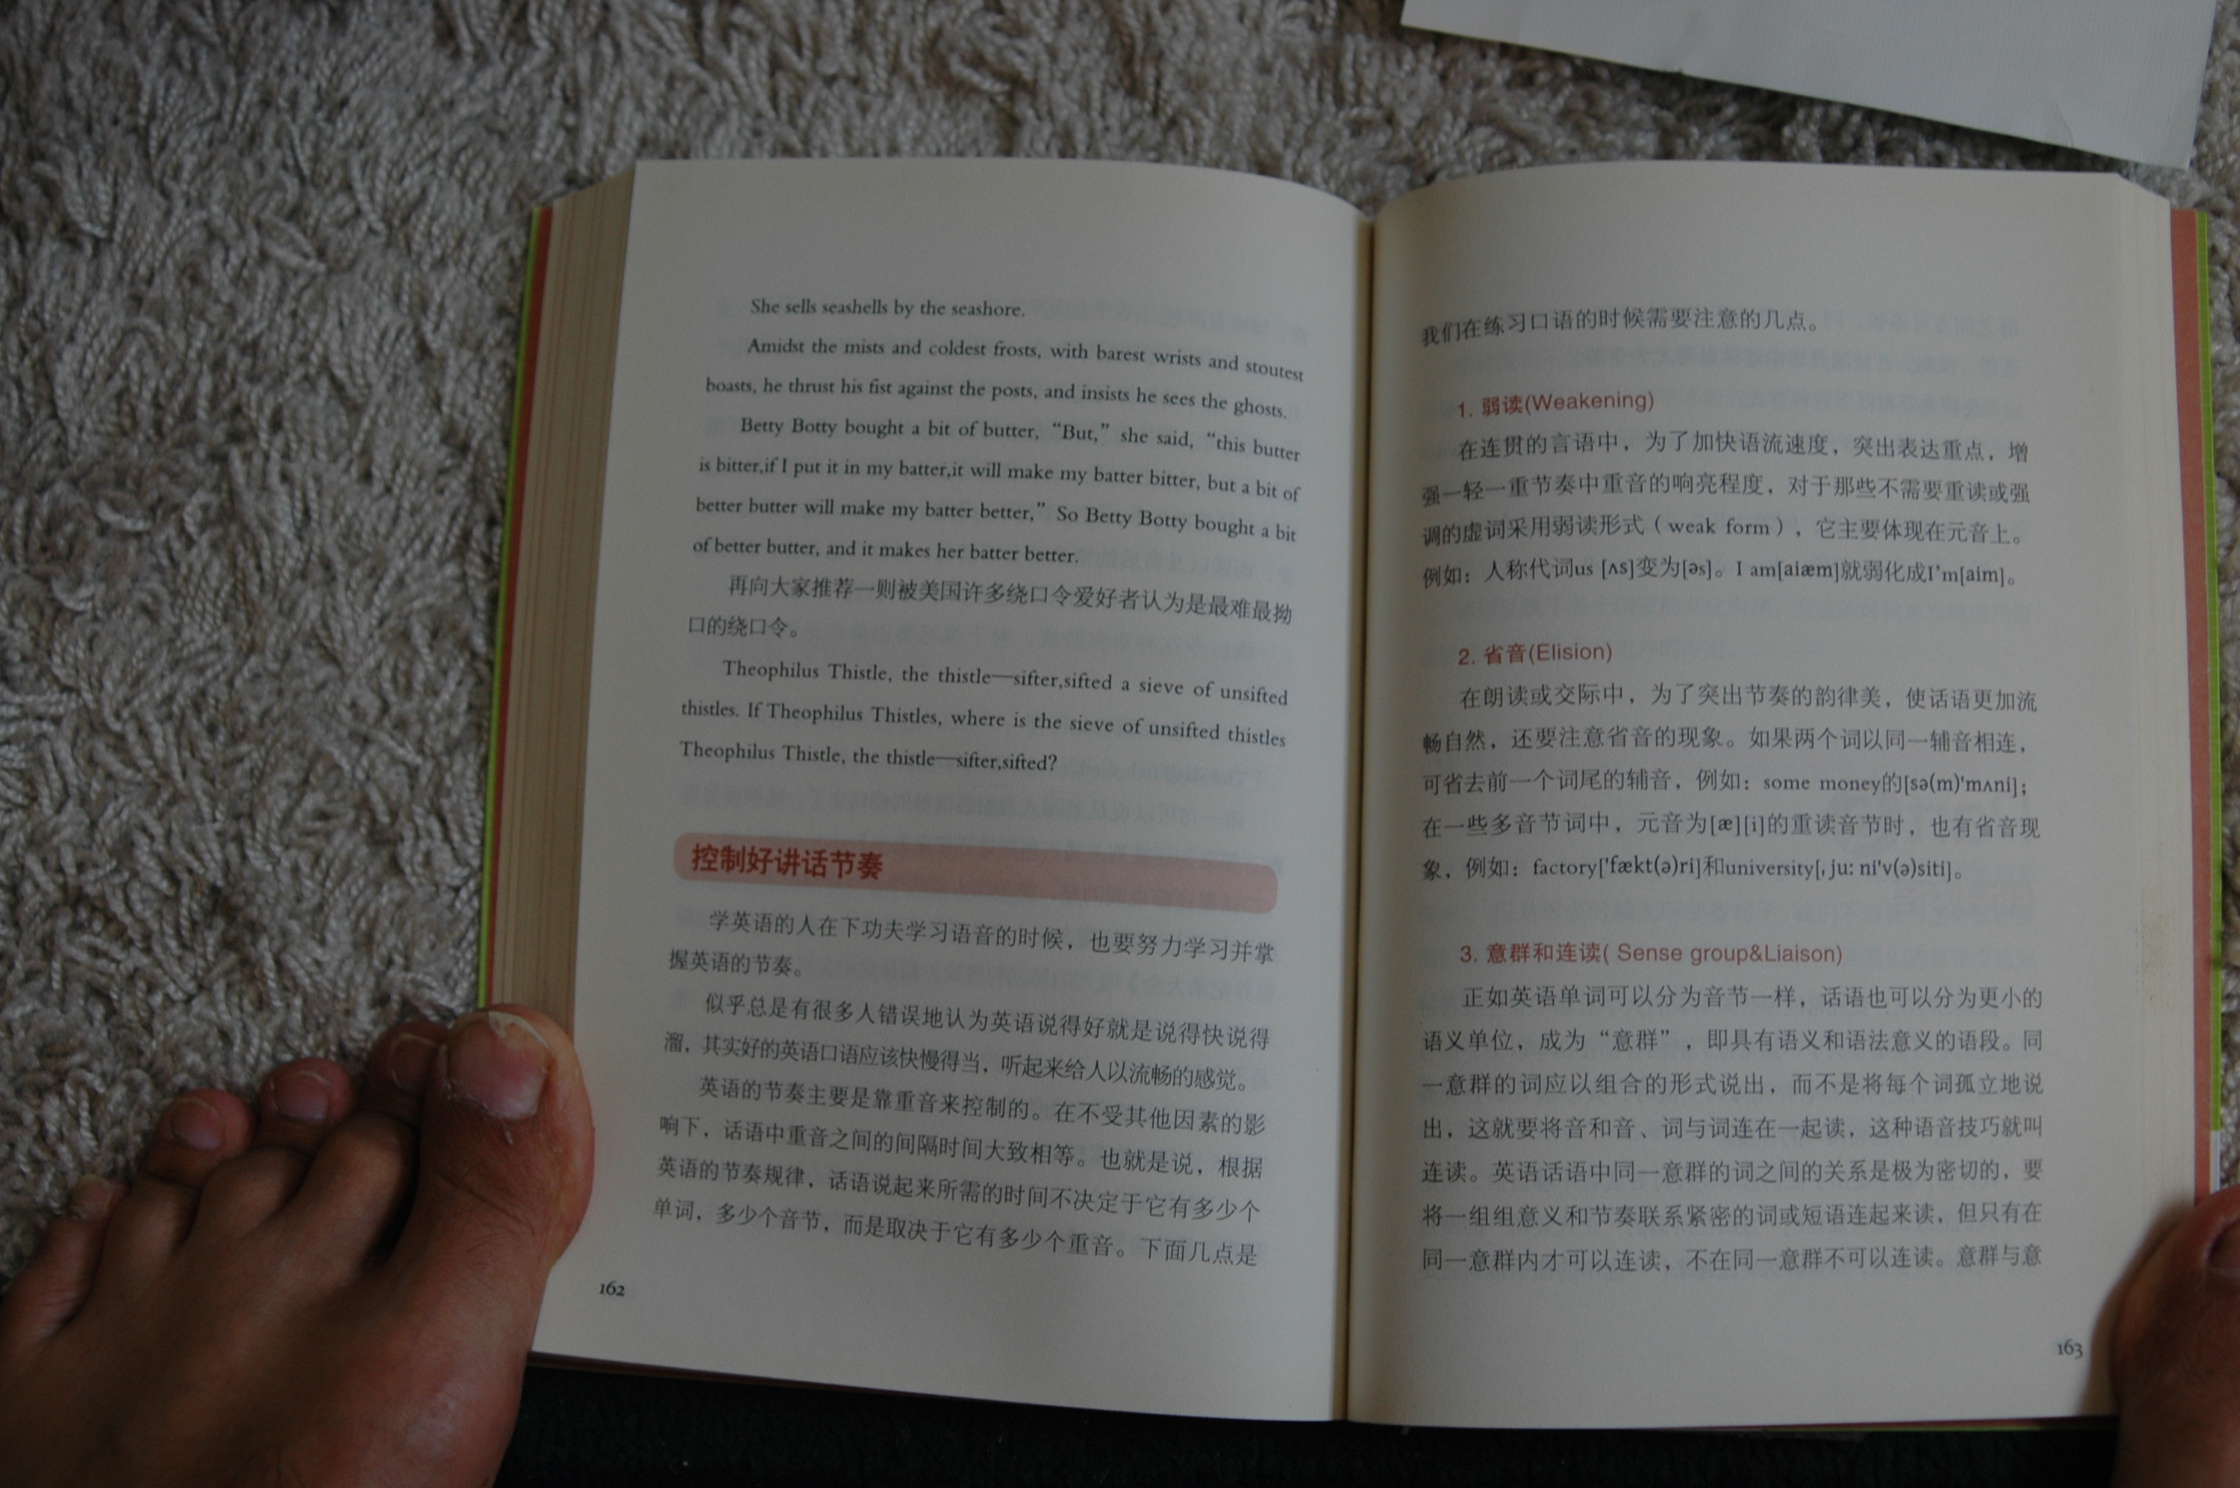 She sells seashells by the seashore.
Amidst the mists and coldest frosts, with barest wrists and stoutest
boasts, he thrust his fist against the posts, and insists he sees the ghosts.
Betty Botty bought a bit of butter, “But,” she said, “this butter
is bitter,if I put it in my batter,it will make my batter bitter, but a bit of
better butter will make my batter better,” So Betty Botty bought a bit
of better butter, and it makes her batter better.
再向大家推荐一则被美国许多绕口令爱好者认为是最难最拗
口的绕口令。
Theophilus Thistle, the thistle—sifter,sifted a sieve of unsifted
thistles. If Theophilus Thistles, where is the sieve of unsifted thistles
Theophilus Thistle, the thistle—sifter,sifted?
控制好讲话节奏
学英语的人在下功夫学习语音的时候，也要努力学习并掌
握英语的节奏。
似乎总是有很多人错误地认为英语说得好就是说得快说得
溜，其实好的英语口语应该快慢得当，听起来给人以流畅的感觉。
英语的节奏主要是靠重音来控制的。在不受其他因素的影
响下，话语中重音之间的间隔时间大致相等。也就是说，根据
英语的节奏规律，话语说起来所需的时间不决定于它有多少个
单词，多少个音节，而是取决于它有多少个重音。下面几点是
162
我们在练习口语的时候需要注意的几点。
1. 弱读(Weakening)
在连贯的言语中，为了加快语流速度，突出表达重点，增
强一轻一重节奏中重音的响亮程度，对于那些不需要重读或强
调的虚词采用弱读形式（weak form），它主要体现在元音上。
例如：人称代词us [ʌs]变为[əs]。I am[aiæm]就弱化成I'm[aim]。
2. 省音(Elision)
在朗读或交际中，为了突出节奏的韵律美，使话语更加流
畅自然，还要注意省音的现象。如果两个词以同一辅音相连，
可省去前一个词尾的辅音，例如：some money的[sə(m)'mʌni]；
在一些多音节词中，元音为[æ][i]的重读音节时，也有省音现
象，例如：factory['fækt(ə)ri]和university[ˌju: ni'v(ə)siti]。
3. 意群和连读( Sense group&Liaison)
正如英语单词可以分为音节一样，话语也可以分为更小的
语义单位，成为“意群”，即具有语义和语法意义的语段。同
一意群的词应以组合的形式说出，而不是将每个词孤立地说
出，这就要将音和音、词与词连在一起读，这种语音技巧就叫
连读。英语话语中同一意群的词之间的关系是极为密切的，要
将一组组意义和节奏联系紧密的词或短语连起来读，但只有在
同一意群内才可以连读，不在同一意群不可以连读。意群与意
163